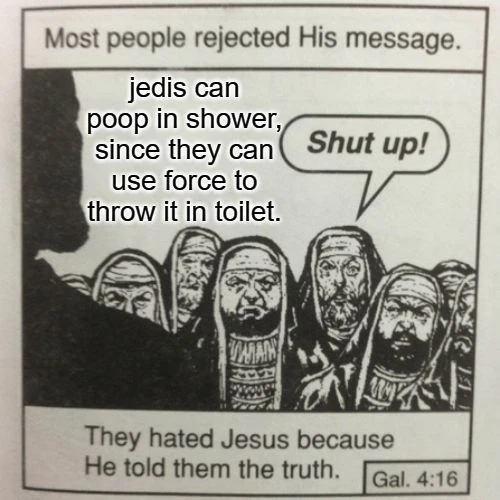 Most people rejected His message.
jedis can
poop in shower,
since they can
use force to
throw it in toilet.
Shut up!
They hated Jesus because
He told them the truth.
Gal. 4:16